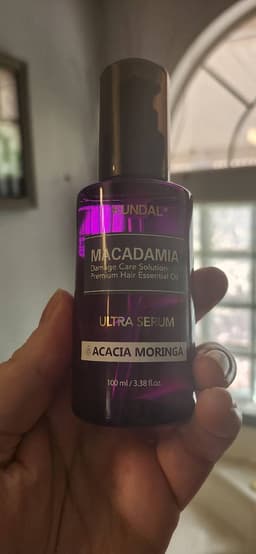 KUNDAL®
MACADAMIA
Damage Care Solution
Premium Hair Essential Oil
ULTRA SERUM
ACACIA MORINGA
100 ml / 3.38 fl.oz.